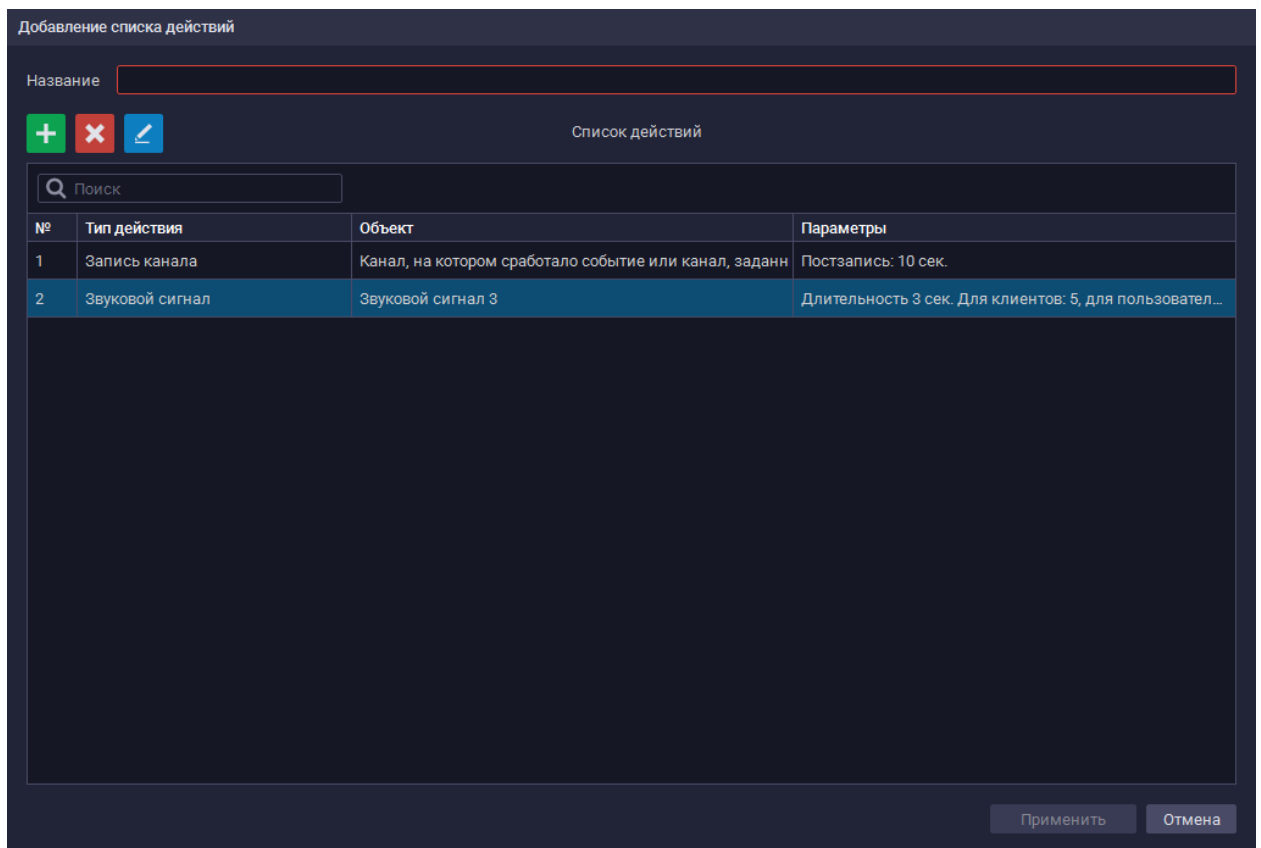 Добавление списка действий
Название
Список действий
Поиск
№ Тип действия Объект Параметры
1 Запись канала Канал, на котором сработало событие или канал, заданн Постзапись: 10 сек.
2 Звуковой сигнал Звуковой сигнал 3 Длительность 3 сек. Для клиентов: 5, для пользовател...
Применить Отмена